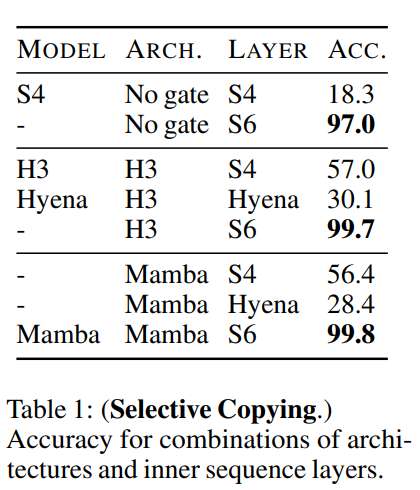 MODEL ARCH. LAYER ACC.
S4 No gate S4 18.3
- No gate S6 97.0
H3 H3 S4 57.0
Hyena H3 Hyena 30.1
- H3 S6 99.7
- Mamba S4 56.4
- Mamba Hyena 28.4
Mamba Mamba S6 99.8
Table 1: (Selective Copying.)
Accuracy for combinations of archi-
tectures and inner sequence layers.